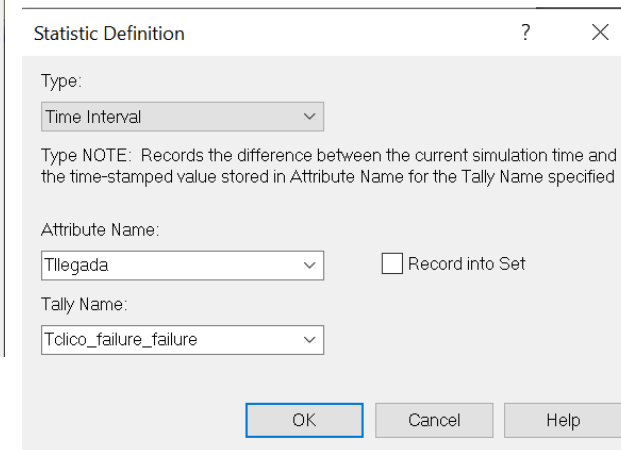 Statistic Definition ?
Type:
Time Interval
Type NOTE: Records the difference between the current simulation time and
the time-stamped value stored in Attribute Name for the Tally Name specified
Attribute Name:
Tllegada
Record into Set
Tally Name:
Tclico_failure_failure
OK Cancel Help